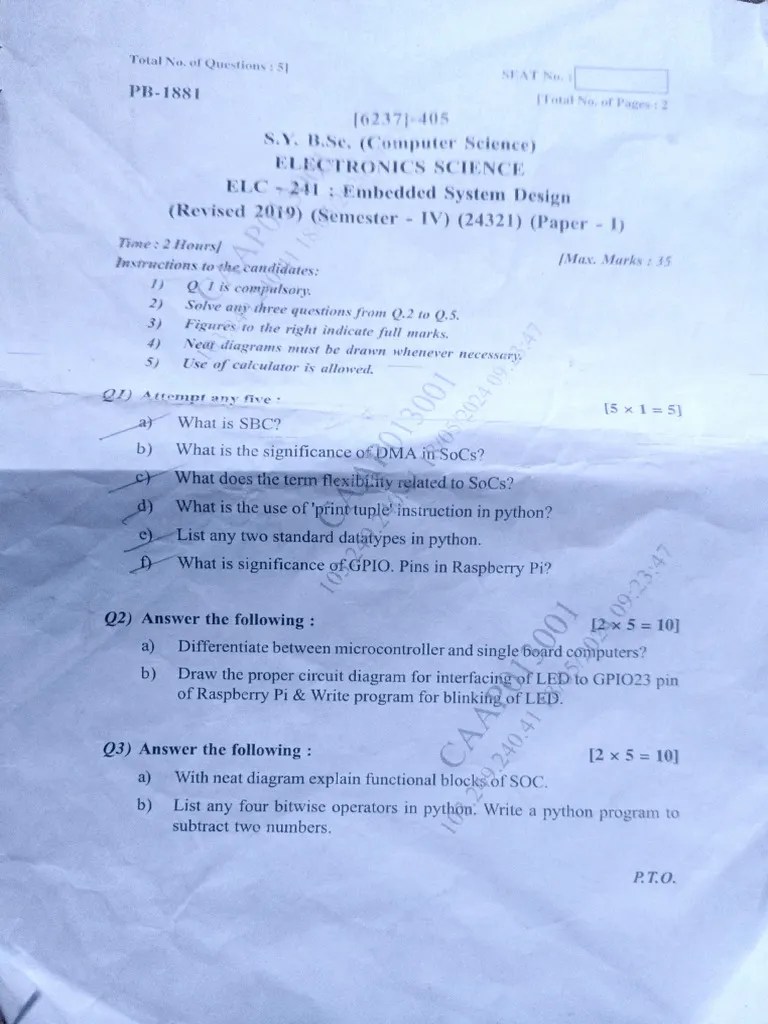 Total No. of Questions : 5]
SEAT No. :
PB-1881
[Total No. of Pages : 2
[6237]-405
S.Y. B.Sc. (Computer Science)
ELECTRONICS SCIENCE
ELC - 241 : Embedded System Design
(Revised 2019) (Semester - IV) (24321) (Paper - I)
Time : 2 Hours]
[Max. Marks : 35
Instructions to the candidates:
1) Q. 1 is compulsory.
2) Solve any three questions from Q.2 to Q.5.
3) Figures to the right indicate full marks.
4) Neat diagrams must be drawn whenever necessary.
5) Use of calculator is allowed.
Q1) Attempt any five : [5 × 1 = 5]
a) What is SBC?
b) What is the significance of DMA in SoCs?
c) What does the term flexibility related to SoCs?
d) What is the use of 'print tuple' instruction in python?
e) List any two standard datatypes in python.
f) What is significance of GPIO. Pins in Raspberry Pi?
Q2) Answer the following : [2 × 5 = 10]
a) Differentiate between microcontroller and single board computers?
b) Draw the proper circuit diagram for interfacing of LED to GPIO23 pin
of Raspberry Pi & Write program for blinking of LED.
Q3) Answer the following : [2 × 5 = 10]
a) With neat diagram explain functional blocks of SOC.
b) List any four bitwise operators in python. Write a python program to
subtract two numbers.
P.T.O.
CAAP013001
CAAP013001